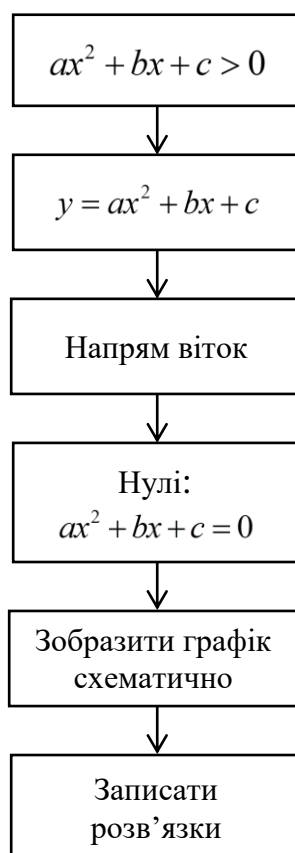 ax² + bx + c > 0
y = ax² + bx + c
Напрям віток
Нулі:
ax² + bx + c = 0
Зобразити графік
схематично
Записати
розв’язки